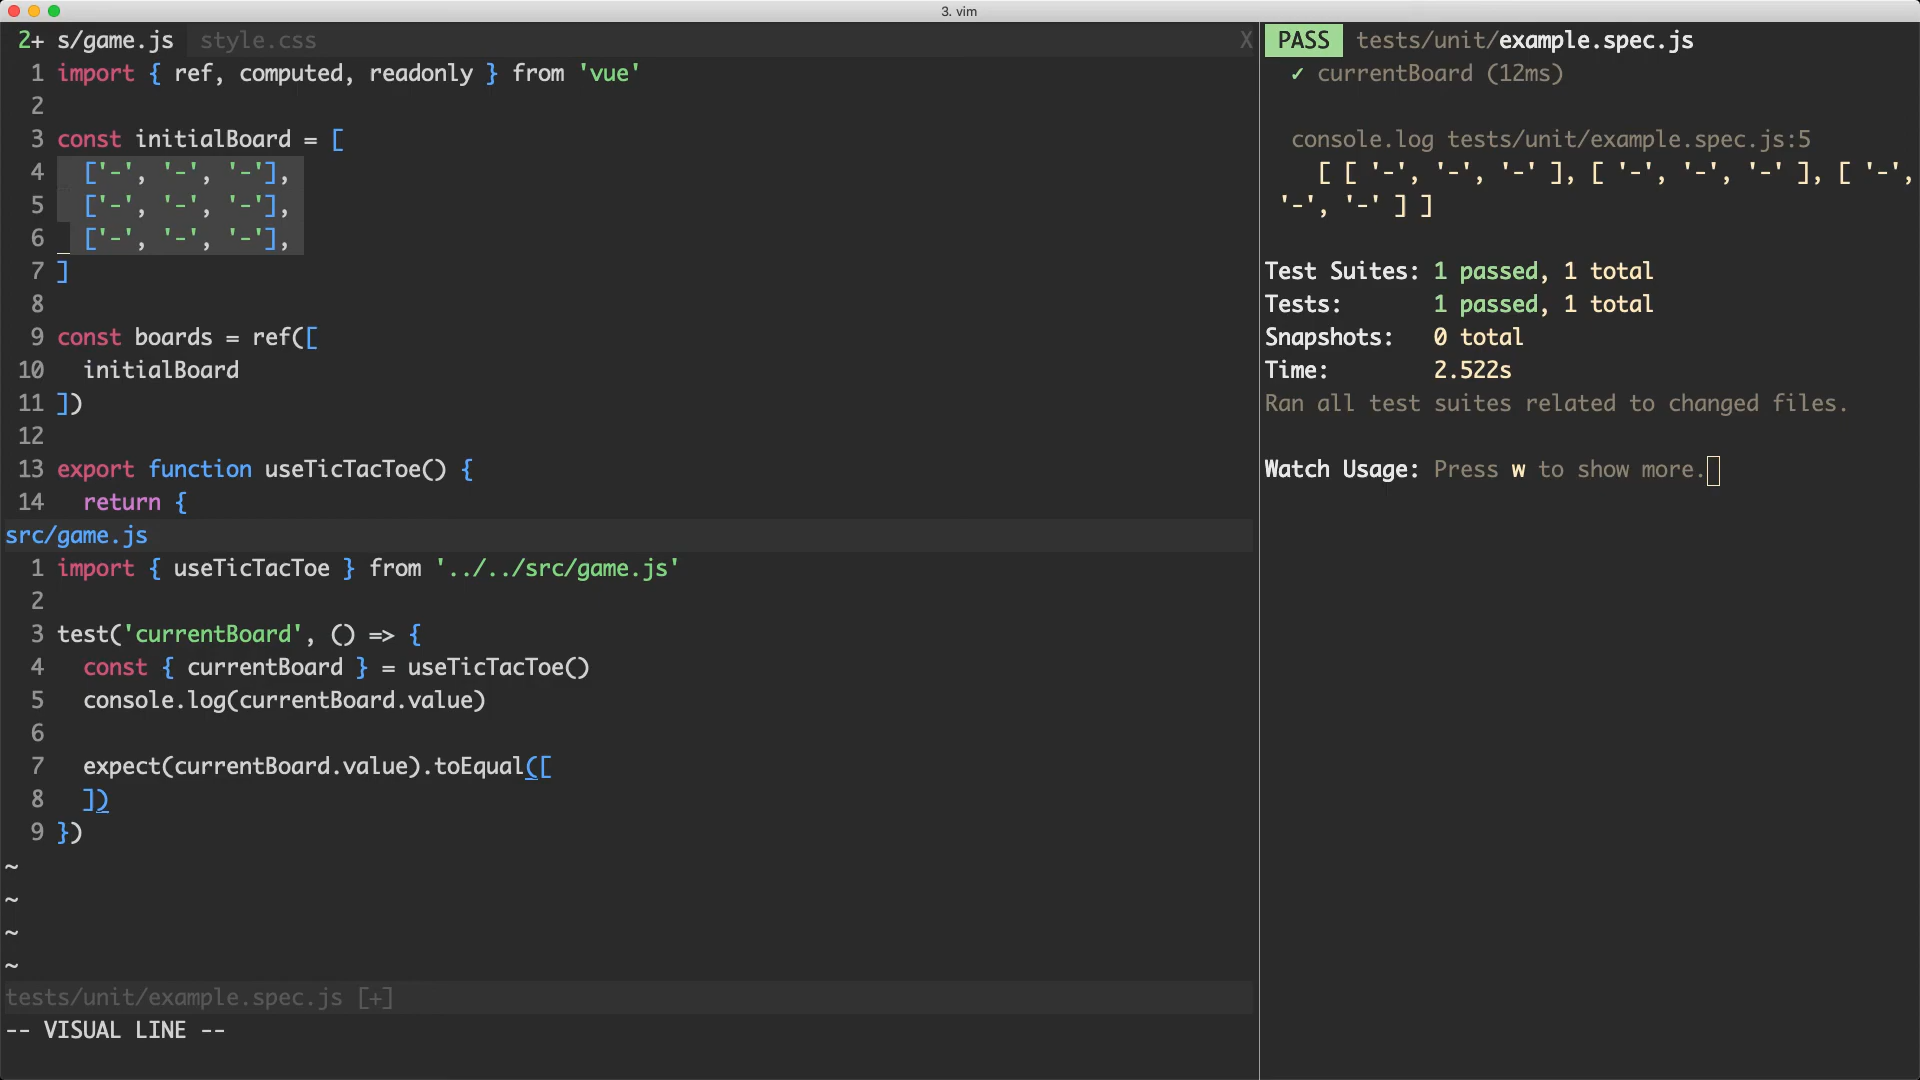 3. vim
2+ s/game.js style.css X
1 import { ref, computed, readonly } from 'vue'
2
3 const initialBoard = [
4 ['-', '-', '-'],
5 ['-', '-', '-'],
6 ['-', '-', '-'],
7 ]
8
9 const boards = ref([
10 initialBoard
11 ])
12
13 export function useTicTacToe() {
14 return {
src/game.js
1 import { useTicTacToe } from '../../src/game.js'
2
3 test('currentBoard', () => {
4 const { currentBoard } = useTicTacToe()
5 console.log(currentBoard.value)
6
7 expect(currentBoard.value).toEqual([
8 ])
9 })
~
~
~
~
tests/unit/example.spec.js [+]
-- VISUAL LINE --
PASS tests/unit/example.spec.js
✓ currentBoard (12ms)
console.log tests/unit/example.spec.js:5
[ [ '-', '-', '-' ], [ '-', '-', '-' ], [ '-',
'-', '-' ] ]
Test Suites: 1 passed, 1 total
Tests: 1 passed, 1 total
Snapshots: 0 total
Time: 2.522s
Ran all test suites related to changed files.
Watch Usage: Press w to show more.